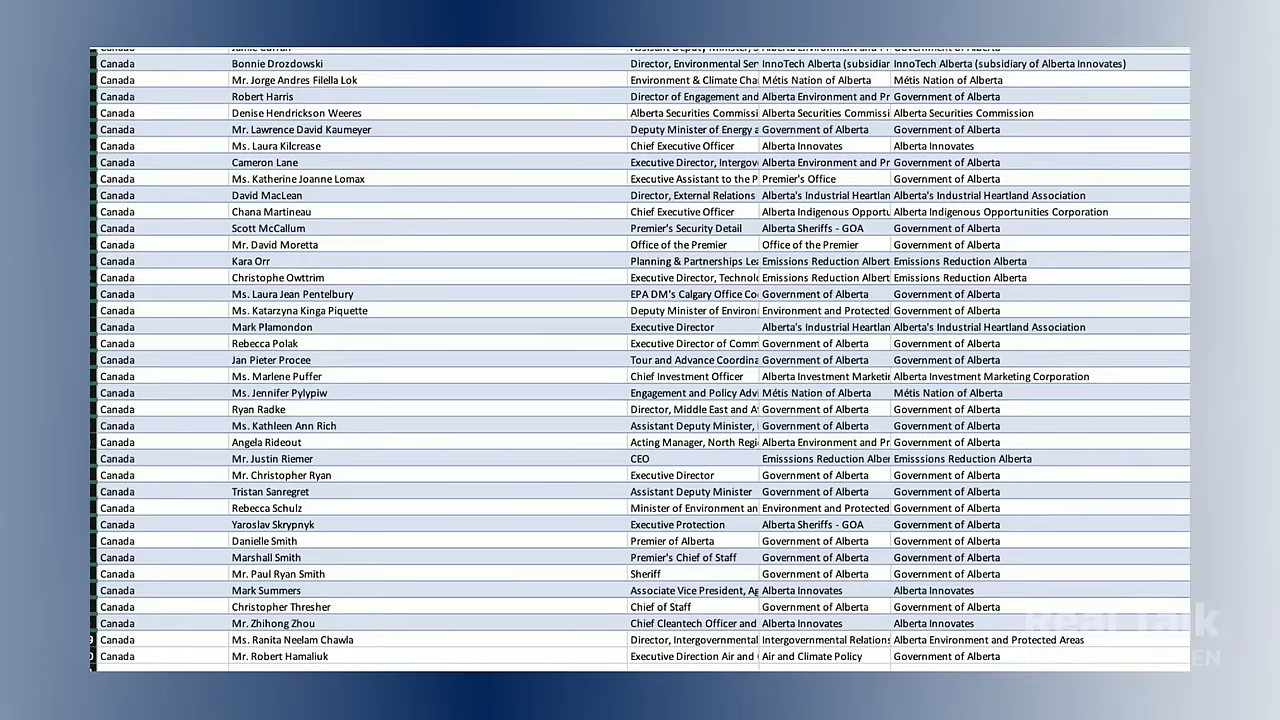 Canada Bonnie Drozdowski Director, Environmental Ser InnoTech Alberta (subsidiar InnoTech Alberta (subsidiary of Alberta Innovates)
Canada Mr. Jorge Andres Filella Lok Environment & Climate Cha Métis Nation of Alberta Métis Nation of Alberta
Canada Robert Harris Director of Engagement and Alberta Environment and Pr Government of Alberta
Canada Denise Hendrickson Weeres Alberta Securities Commissi Alberta Securities Commissi Alberta Securities Commission
Canada Mr. Lawrence David Kaumeyer Deputy Minister of Energy a Government of Alberta Government of Alberta
Canada Ms. Laura Kilcrease Chief Executive Officer Alberta Innovates Alberta Innovates
Canada Cameron Lane Executive Director, Intergov Alberta Environment and Pr Government of Alberta
Canada Ms. Katherine Joanne Lomax Executive Assistant to the P Premier's Office Government of Alberta
Canada David MacLean Director, External Relations Alberta's Industrial Heartlan Alberta's Industrial Heartland Association
Canada Chana Martineau Chief Executive Officer Alberta Indigenous Opportu Alberta Indigenous Opportunities Corporation
Canada Scott McCallum Premier's Security Detail Alberta Sheriffs - GOA Government of Alberta
Canada Mr. David Moretta Office of the Premier Office of the Premier Government of Alberta
Canada Kara Orr Planning & Partnerships Lea Emissions Reduction Albert Emissions Reduction Alberta
Canada Christophe Owttrim Executive Director, Technolo Emissions Reduction Albert Emissions Reduction Alberta
Canada Ms. Laura Jean Pentelbury EPA DM's Calgary Office Co Government of Alberta Government of Alberta
Canada Ms. Katarzyna Kinga Piquette Deputy Minister of Environ Environment and Protected Government of Alberta
Canada Mark Plamondon Executive Director Alberta's Industrial Heartlan Alberta's Industrial Heartland Association
Canada Rebecca Polak Executive Director of Comm Government of Alberta Government of Alberta
Canada Jan Pieter Procee Tour and Advance Coordina Government of Alberta Government of Alberta
Canada Ms. Marlene Puffer Chief Investment Officer Alberta Investment Marketin Alberta Investment Marketing Corporation
Canada Ms. Jennifer Pylypiw Engagement and Policy Advi Métis Nation of Alberta Métis Nation of Alberta
Canada Ryan Radke Director, Middle East and A Government of Alberta Government of Alberta
Canada Ms. Kathleen Ann Rich Assistant Deputy Minister, Government of Alberta Government of Alberta
Canada Angela Rideout Acting Manager, North Regi Alberta Environment and Pr Government of Alberta
Canada Mr. Justin Riemer CEO Emisssions Reduction Alber Emisssions Reduction Alberta
Canada Mr. Christopher Ryan Executive Director Government of Alberta Government of Alberta
Canada Tristan Sanregret Assistant Deputy Minister Government of Alberta Government of Alberta
Canada Rebecca Schulz Minister of Environment an Environment and Protected Government of Alberta
Canada Yaroslav Skrypnyk Executive Protection Alberta Sheriffs - GOA Government of Alberta
Canada Danielle Smith Premier of Alberta Government of Alberta Government of Alberta
Canada Marshall Smith Premier's Chief of Staff Government of Alberta Government of Alberta
Canada Mr. Paul Ryan Smith Sheriff Government of Alberta Government of Alberta
Canada Mark Summers Associate Vice President, Ag Alberta Innovates Alberta Innovates
Canada Christopher Thresher Chief of Staff Government of Alberta Government of Alberta
Canada Mr. Zhihong Zhou Chief Cleantech Officer and Alberta Innovates Alberta Innovates
Real Talk
9 Canada Ms. Ranita Neelam Chawla Director, Intergovernmental Intergovernmental Relations Alberta Environment and Protected Areas
0 Canada Mr. Robert Hamaliuk Executive Direction Air and Air and Climate Policy Government of Alberta